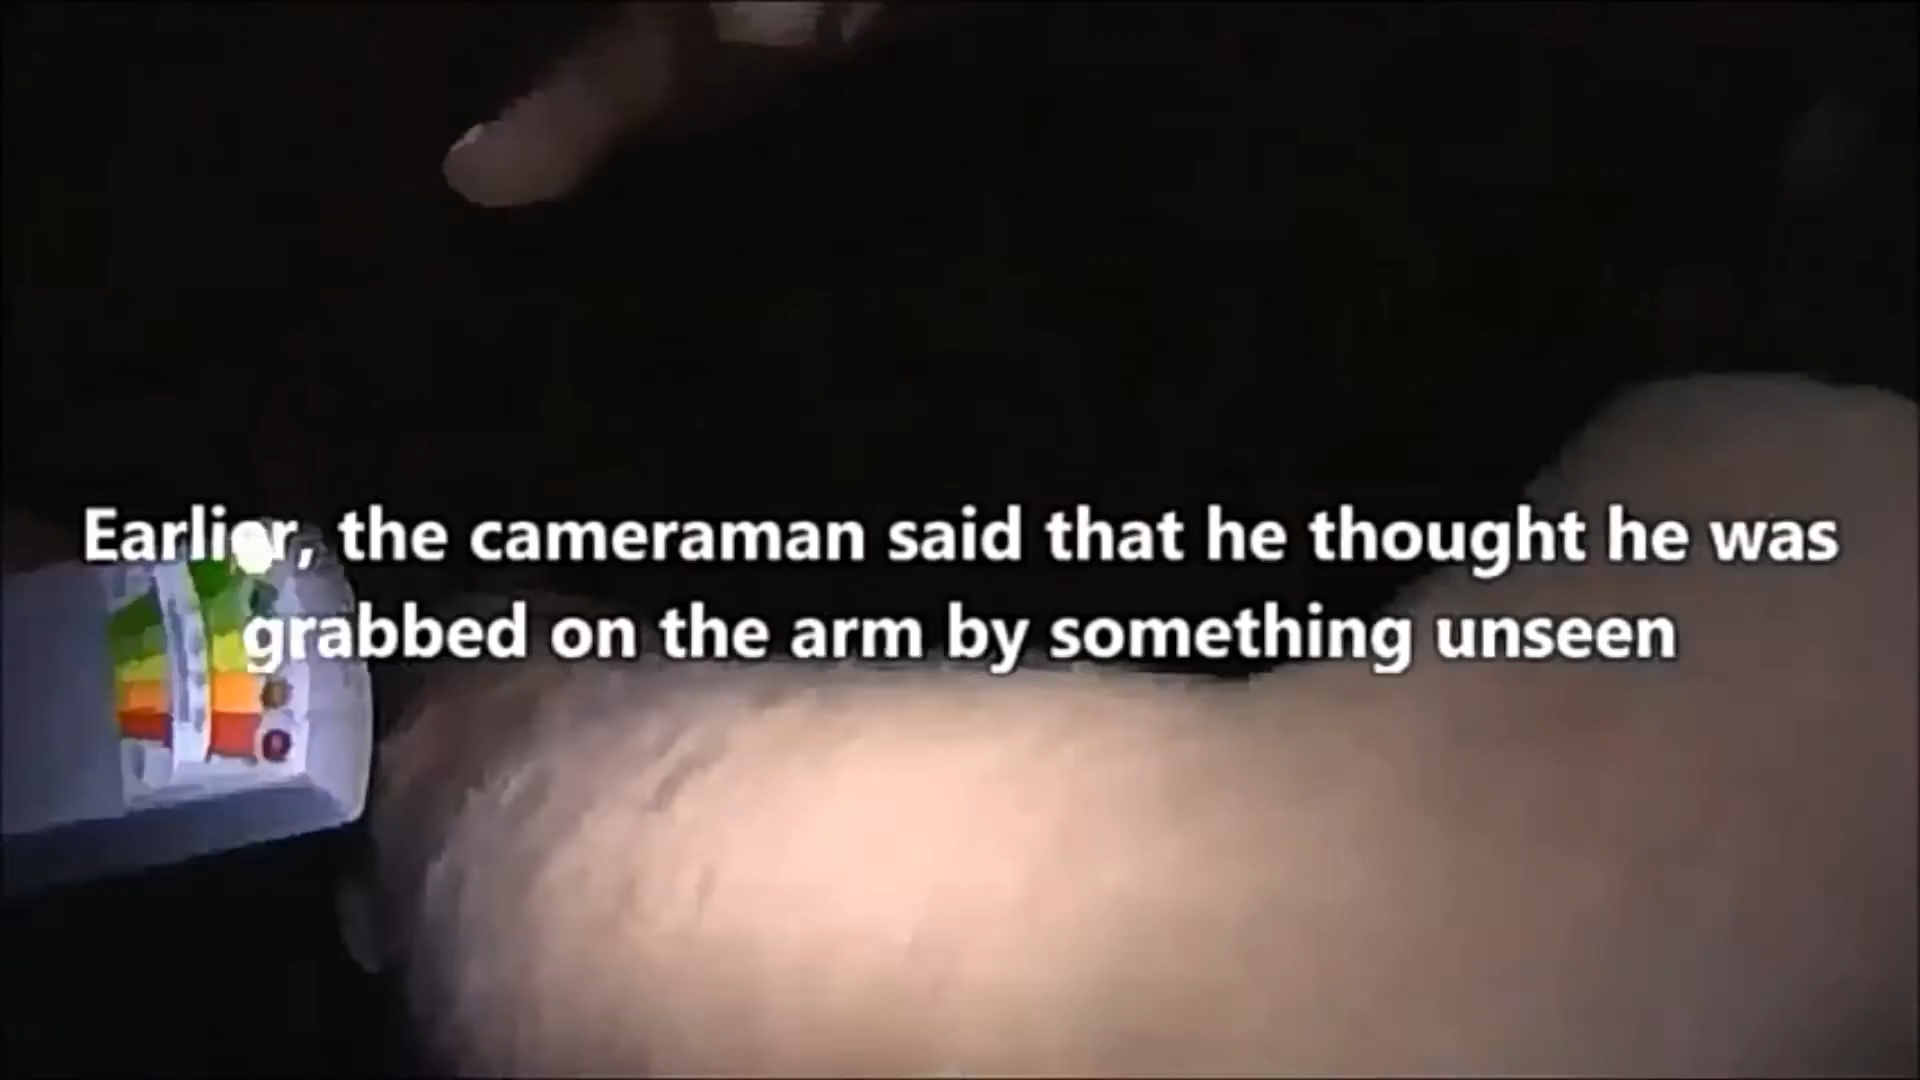 Earlier, the cameraman said that he thought he was
grabbed on the arm by something unseen